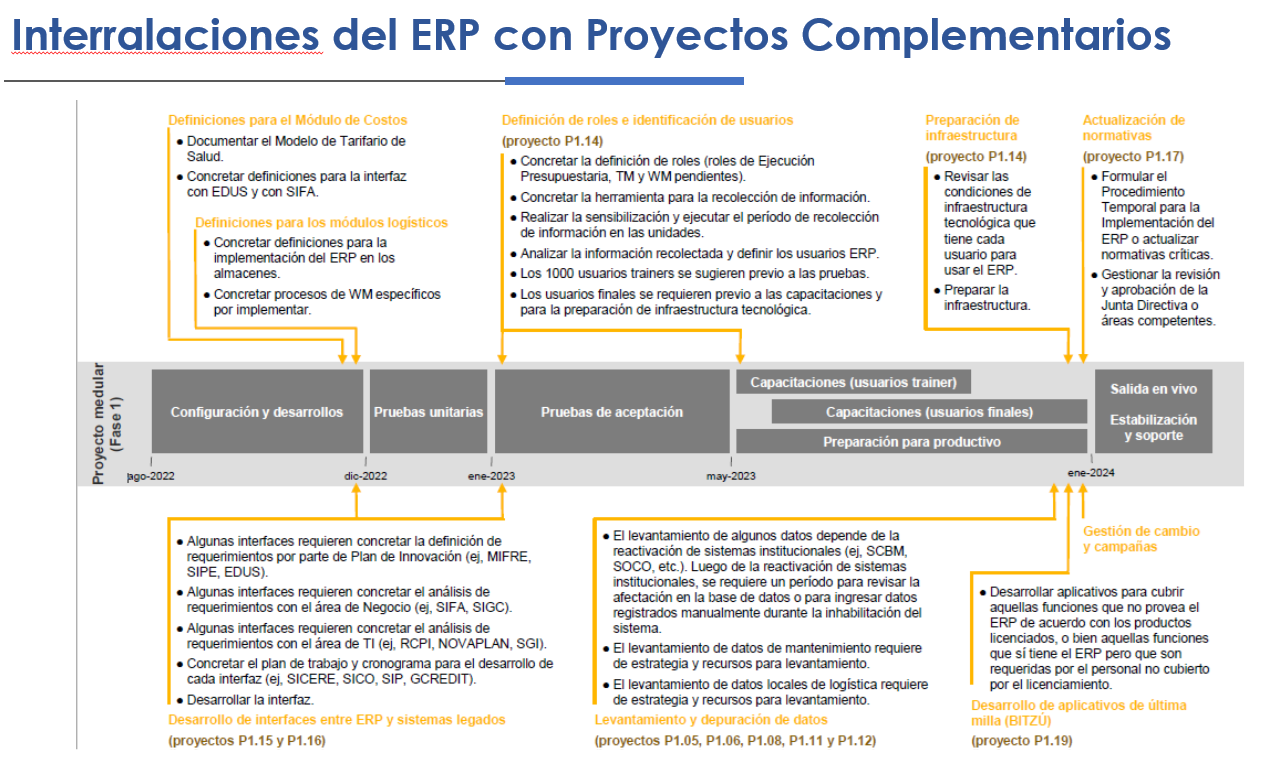 Interralaciones del ERP con Proyectos Complementarios
Definiciones para el Módulo de Costos
● Documentar el Modelo de Tarifario de
Salud.
● Concretar definiciones para la interfaz
con EDUS y con SIFA.
Definiciones para los módulos logísticos
● Concretar definiciones para la
implementación del ERP en los
almacenes.
● Concretar procesos de WM específicos
por implementar.
Definición de roles e identificación de usuarios
(proyecto P1.14)
● Concretar la definición de roles (roles de Ejecución
Presupuestaria, TM y WM pendientes).
● Concretar la herramienta para la recolección de información.
● Realizar la sensibilización y ejecutar el período de recolección
de información en las unidades.
● Analizar la información recolectada y definir los usuarios ERP.
● Los 1000 usuarios trainers se sugieren previo a las pruebas.
● Los usuarios finales se requieren previo a las capacitaciones y
para la preparación de infraestructura tecnológica.
Preparación de
infraestructura
(proyecto P1.14)
● Revisar las
condiciones de
infraestructura
tecnológica que
tiene cada
usuario para
usar el ERP.
● Preparar la
infraestructura.
Actualización de
normativas
(proyecto P1.17)
● Formular el
Procedimiento
Temporal para la
Implementación del
ERP o actualizar
normativas críticas.
● Gestionar la revisión
y aprobación de la
Junta Directiva o
áreas competentes.
Proyecto medular
(Fase 1)
Configuración y desarrollos
Pruebas unitarias
Pruebas de aceptación
Capacitaciones (usuarios trainer)
Capacitaciones (usuarios finales)
Preparación para productivo
Salida en vivo
Estabilización
y soporte
ago-2022
dic-2022
ene-2023
may-2023
ene-2024
● Algunas interfaces requieren concretar la definición de
requerimientos por parte de Plan de Innovación (ej, MIFRE,
SIPE, EDUS).
● Algunas interfaces requieren concretar el análisis de
requerimientos con el área de Negocio (ej, SIFA, SIGC).
● Algunas interfaces requieren concretar el análisis de
requerimientos con el área de TI (ej, RCPI, NOVAPLAN, SGI).
● Concretar el plan de trabajo y cronograma para el desarrollo de
cada interfaz (ej, SICERE, SICO, SIP, GCREDIT).
● Desarrollar la interfaz.
Desarrollo de interfaces entre ERP y sistemas legados
(proyectos P1.15 y P1.16)
● El levantamiento de algunos datos depende de la
reactivación de sistemas institucionales (ej, SCBM,
SOCO, etc.). Luego de la reactivación de sistemas
institucionales, se requiere un período para revisar la
afectación en la base de datos o para ingresar datos
registrados manualmente durante la inhabilitación del
sistema.
● El levantamiento de datos de mantenimiento requiere
de estrategia y recursos para levantamiento.
● El levantamiento de datos locales de logística requiere
de estrategia y recursos para levantamiento.
Levantamiento y depuración de datos
(proyectos P1.05, P1.06, P1.08, P1.11 y P1.12)
Gestión de cambio
y campañas
● Desarrollar aplicativos para cubrir
aquellas funciones que no provea el
ERP de acuerdo con los productos
licenciados, o bien aquellas funciones
que sí tiene el ERP pero que son
requeridas por el personal no cubierto
por el licenciamiento.
Desarrollo de aplicativos de última
milla (BITZÚ)
(proyecto P1.19)